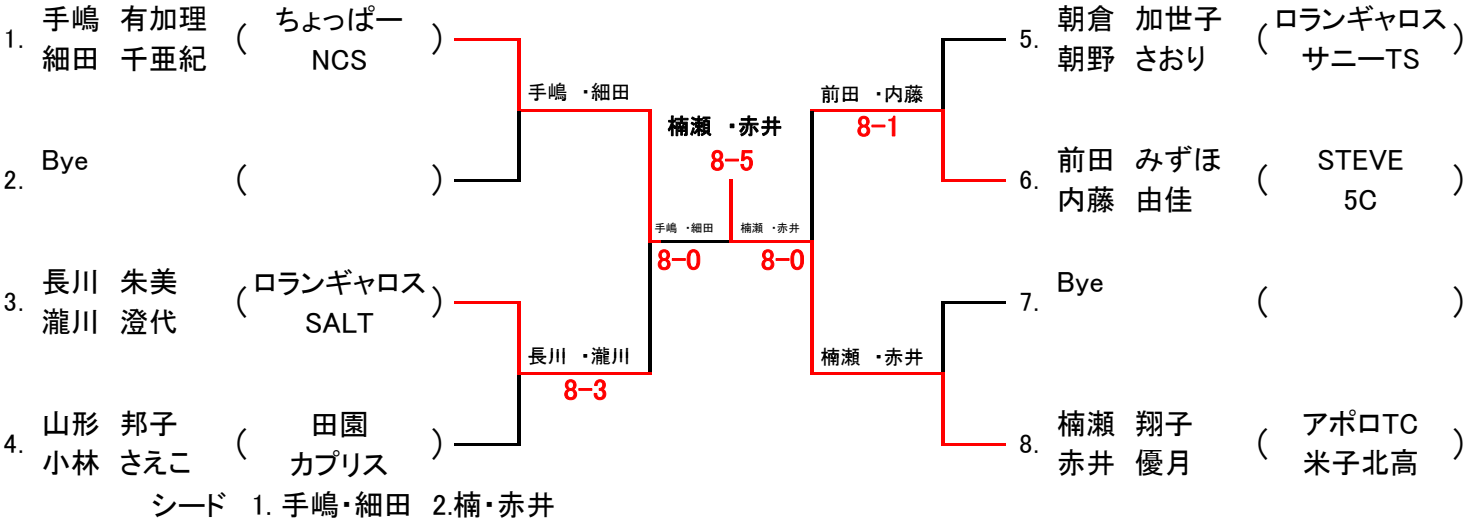 1. 手嶋 有加理 ( ちょっぱー )
細田 千亜紀 NCS
2. Bye ( )
3. 長川 朱美 ( ロランギャロス )
瀧川 澄代 SALT
4. 山形 邦子 ( 田園 )
小林 さえこ カプリス
手嶋 ・細田
長川 ・瀧川
8-3
手嶋 ・細田
8-0
楠瀬 ・赤井
8-5
楠瀬 ・赤井
8-0
前田 ・内藤
8-1
楠瀬 ・赤井
5. 朝倉 加世子 ( ロランギャロス )
朝野 さおり サニーTS
6. 前田 みずほ ( STEVE )
内藤 由佳 5C
7. Bye ( )
8. 楠瀬 翔子 ( アポロTC )
赤井 優月 米子北高
シード 1. 手嶋・細田 2.楠・赤井